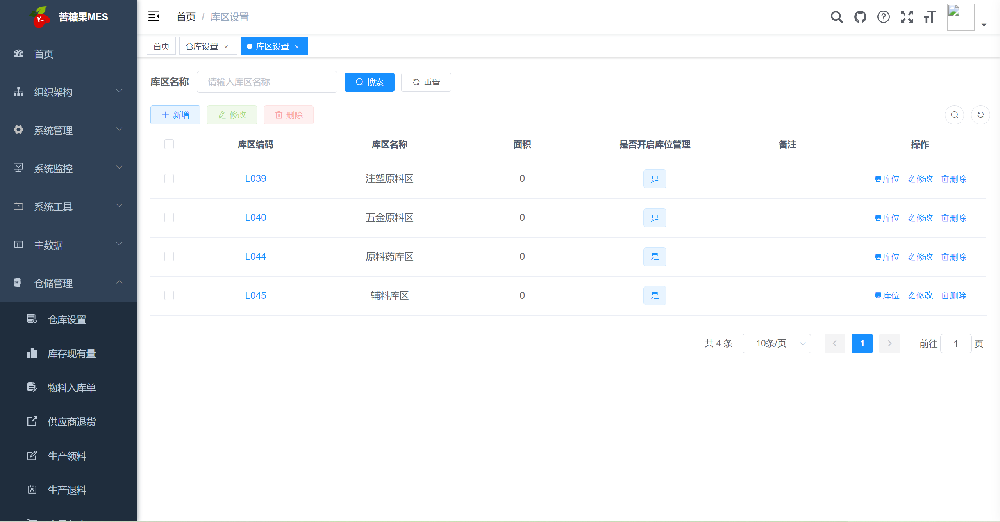 苦糖果MES
首页 / 库区设置
首页
仓库设置 ×
库区设置 ×
首页
组织架构
系统管理
系统监控
系统工具
主数据
仓储管理
仓库设置
库存现有量
物料入库单
供应商退货
生产领料
生产退料
库区名称 请输入库区名称 搜索 重置
新增 修改 删除
库区编码 库区名称 面积 是否开启库位管理 备注 操作
L039 注塑原料区 0 是 库位 修改 删除
L040 五金原料区 0 是 库位 修改 删除
L044 原料药库区 0 是 库位 修改 删除
L045 辅料库区 0 是 库位 修改 删除
共 4 条 10条/页 1 前往 1 页